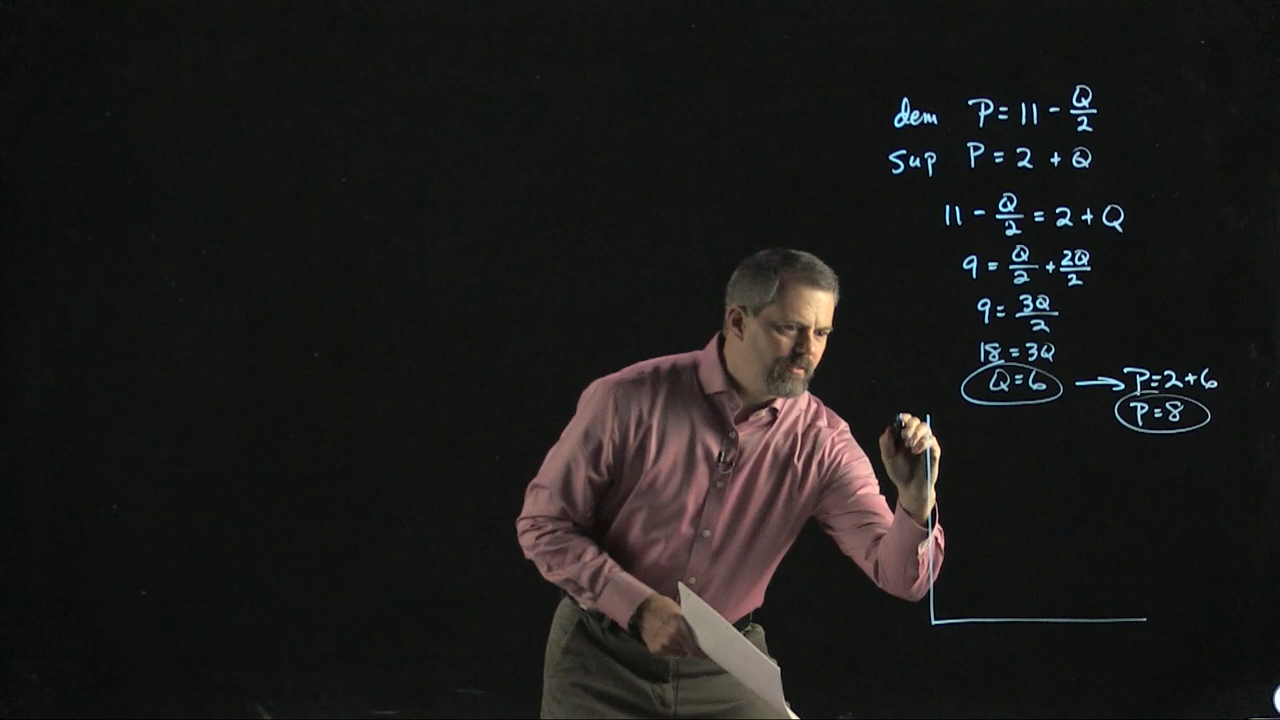 dem P = 11 - Q/2
sup P = 2 + Q
11 - Q/2 = 2 + Q
9 = Q/2 + 2Q/2
9 = 3Q/2
18 = 3Q
Q = 6 → P = 2 + 6
P = 8